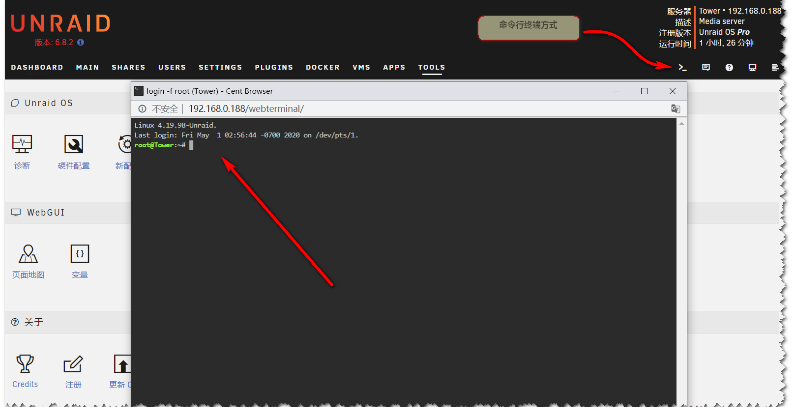 UNRAID
版本: 6.8.2
命令行终端方式
服务器 Tower • 192.168.0.188
描述 Media server
注册版本 Unraid OS Pro
运行时间 1 小时, 26 分钟
DASHBOARD MAIN SHARES USERS SETTINGS PLUGINS DOCKER VMS APPS TOOLS
Unraid OS
诊断 硬件配置 新配
WebGUI
页面地图 变量
关于
Credits 注册 更新
login -f root (Tower) - Cent Browser
不安全 | 192.168.0.188/webterminal/
Linux 4.19.98-Unraid.
Last login: Fri May 1 02:56:44 -0700 2020 on /dev/pts/1.
root@Tower:~#